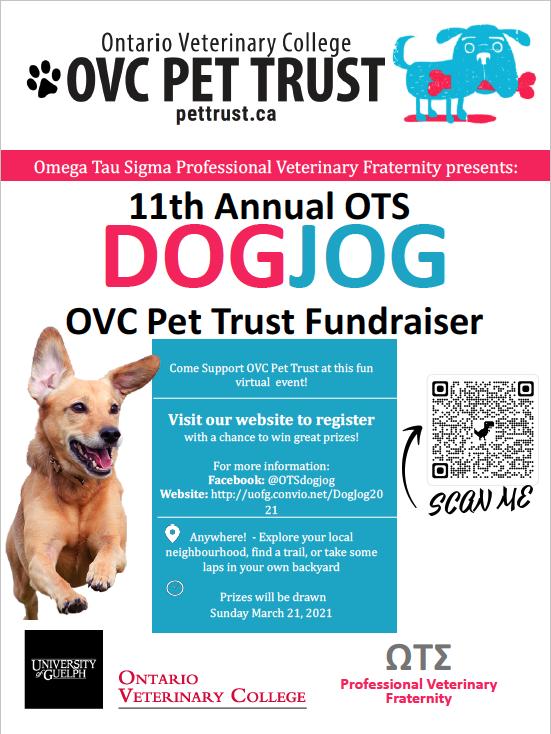 Ontario Veterinary College
OVC PET TRUST
pettrust.ca
Omega Tau Sigma Professional Veterinary Fraternity presents:
11th Annual OTS
DOGJOG
OVC Pet Trust Fundraiser
Come Support OVC Pet Trust at this fun
virtual event!
Visit our website to register
with a chance to win great prizes!
For more information:
Facebook: @OTSdogjog
Website: http://uofg.convio.net/DogJog20
21
SCAN ME
Anywhere! - Explore your local
neighbourhood, find a trail, or take some
laps in your own backyard
Prizes will be drawn
Sunday March 21, 2021
UNIVERSITY
of GUELPH
ONTARIO
VETERINARY COLLEGE
ΩΤΣ
Professional Veterinary
Fraternity